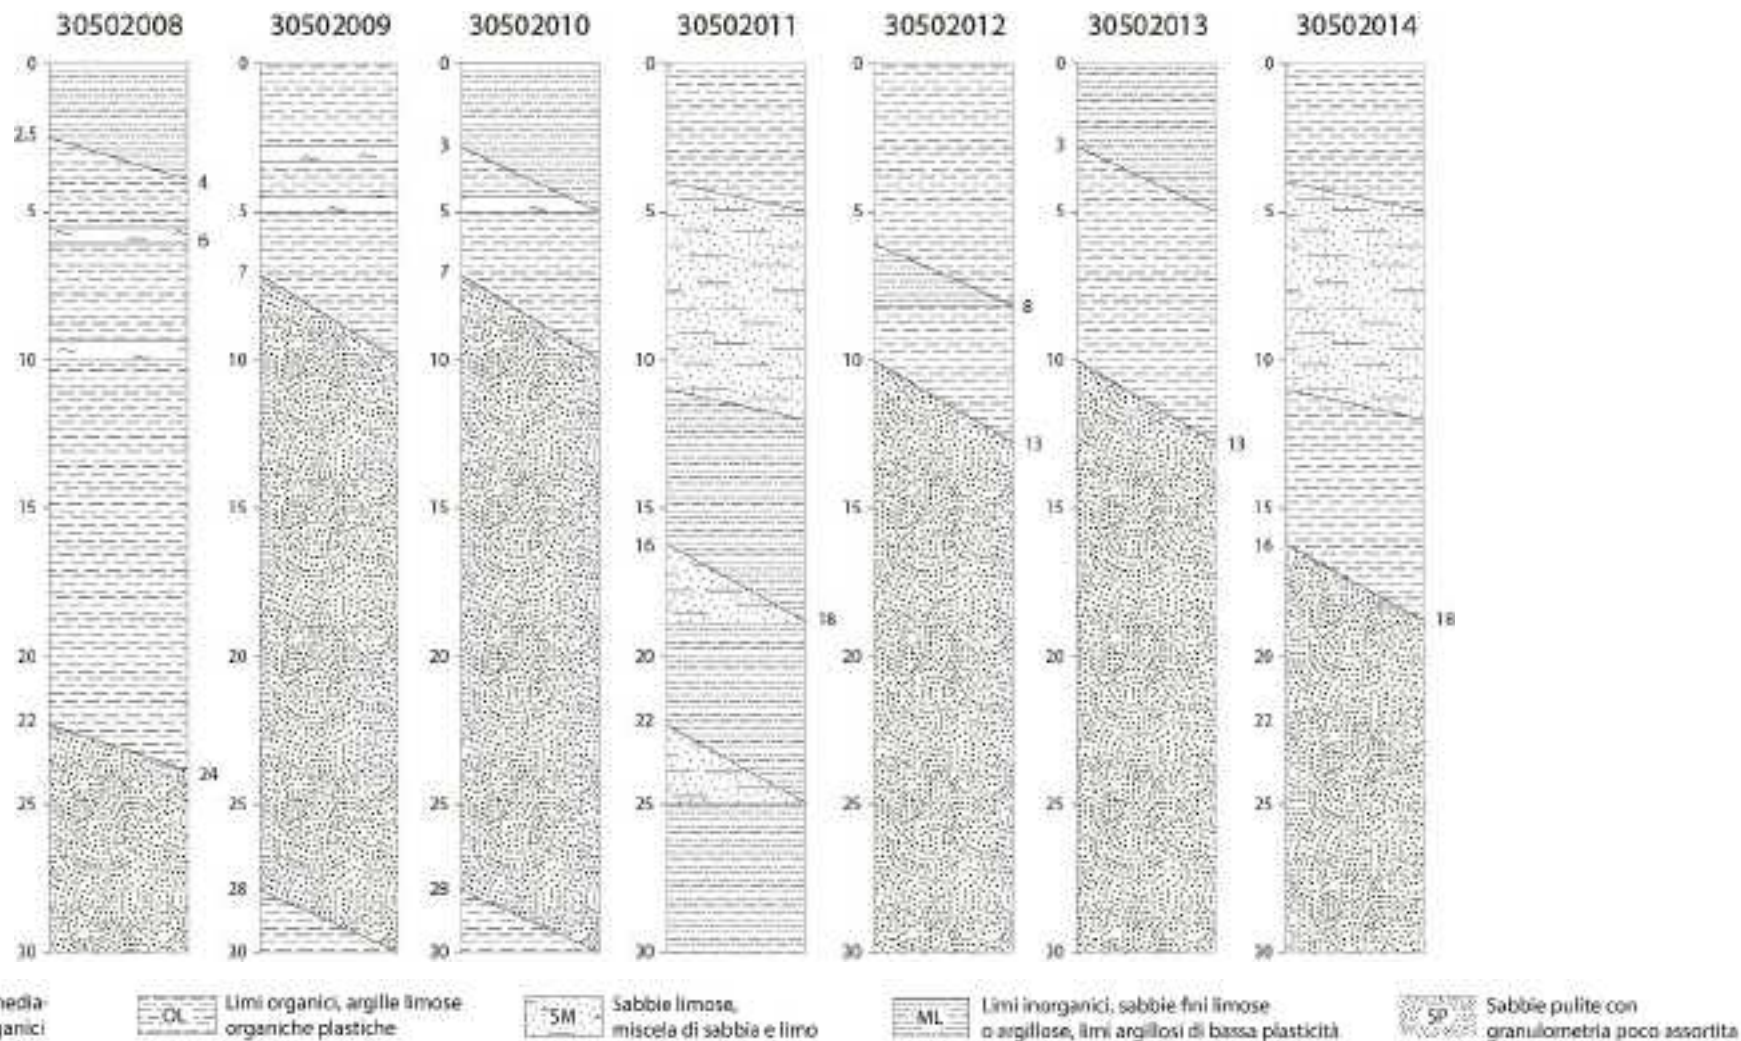 30502008 30502009 30502010 30502011 30502012 30502013 30502014
0 0 0 0 0 0 0
2.5 3 3
4
5 5 5 5 5 5 5
6
7 7
8
10 10 10 10 10 10 10
13 13
15 15 15 15 15 15 15
16 16
18 18
20 20 20 20 20 20 20
22 22 22
24
25 25 25 25 25 25 25
28 28
30 30 30 30 30 30 30
media-
ganici
OL
Limi organici, argille limose
organiche plastiche
SM
Sabbie limose,
miscela di sabbia e limo
ML
Limi inorganici, sabbie fini limose
o argillose, limi argillosi di bassa plasticità
SP
Sabbie pulite con
granulometria poco assortita